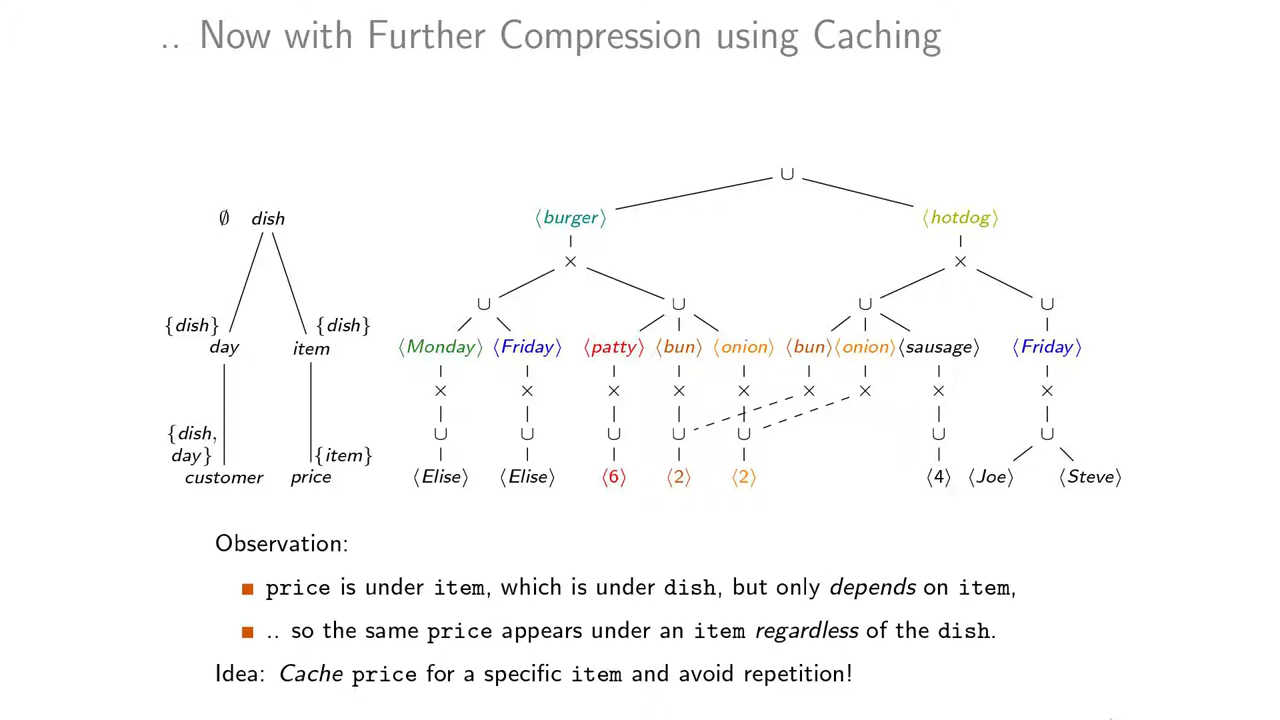 .. Now with Further Compression using Caching
∪
∅ dish ⟨burger⟩ ⟨hotdog⟩
× ×
∪ ∪ ∪ ∪
{dish} {dish}
day item ⟨Monday⟩ ⟨Friday⟩ ⟨patty⟩ ⟨bun⟩ ⟨onion⟩ ⟨bun⟩ ⟨onion⟩ ⟨sausage⟩ ⟨Friday⟩
× × × × × × × × ×
{dish, ∪ ∪ ∪ ∪ ∪ ∪ ∪
day} {item}
customer price ⟨Elise⟩ ⟨Elise⟩ ⟨6⟩ ⟨2⟩ ⟨2⟩ ⟨4⟩ ⟨Joe⟩ ⟨Steve⟩
Observation:
price is under item, which is under dish, but only depends on item,
.. so the same price appears under an item regardless of the dish.
Idea: Cache price for a specific item and avoid repetition!